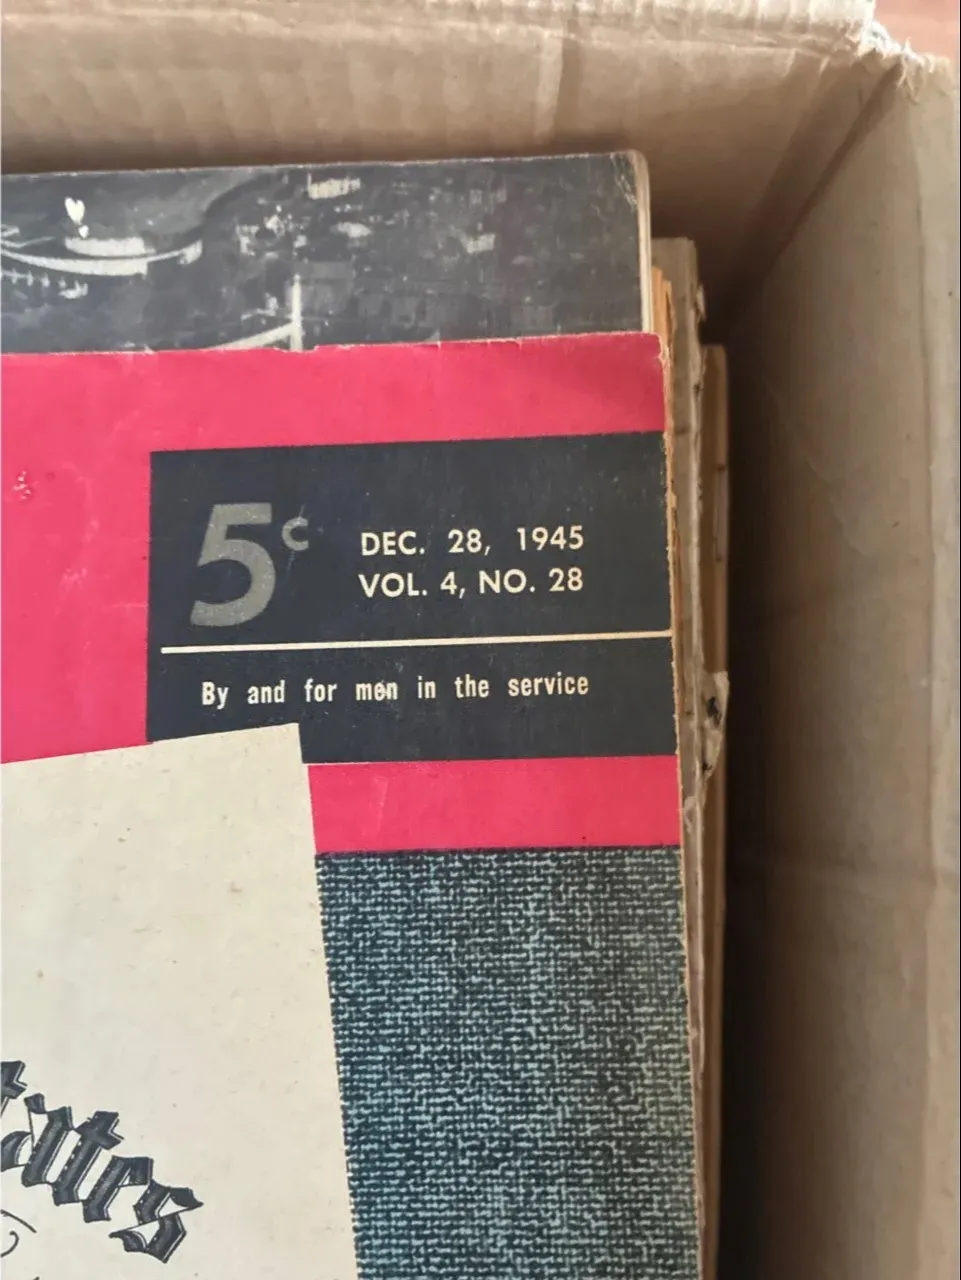 5¢
DEC. 28, 1945
VOL. 4, NO. 28
By and for men in the service